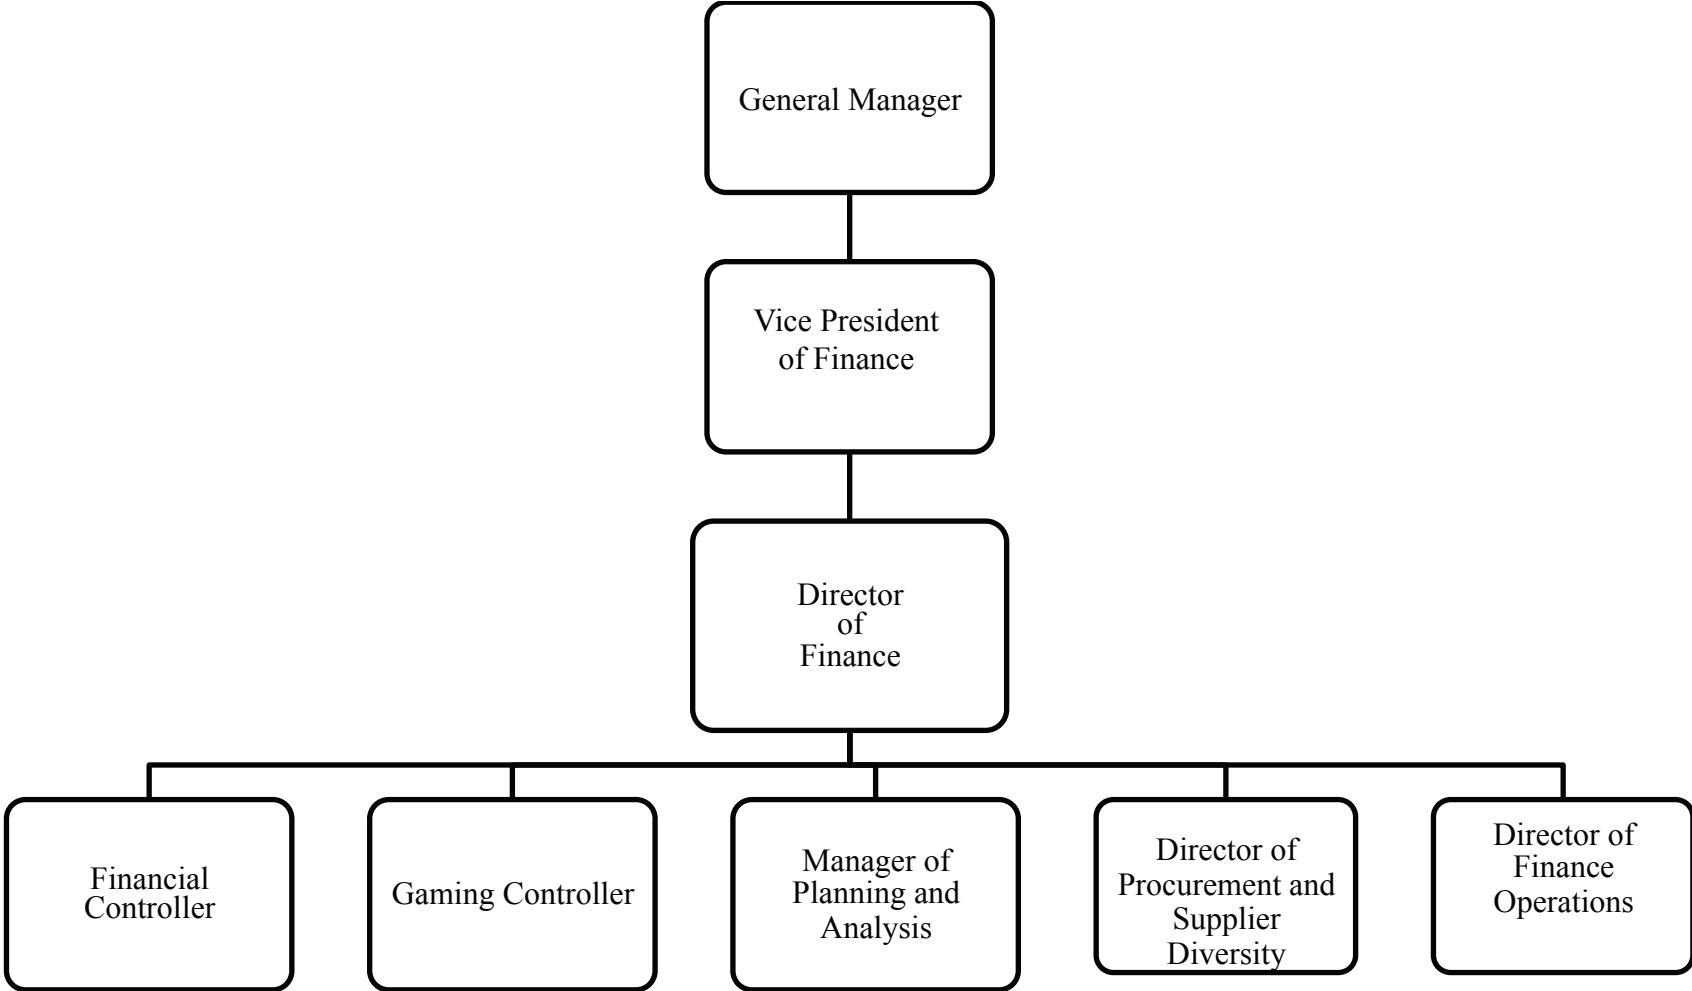 General Manager
Vice President
of Finance
Director
of
Finance
Financial
Controller
Gaming Controller
Manager of
Planning and
Analysis
Director of
Procurement and
Supplier
Diversity
Director of
Finance
Operations